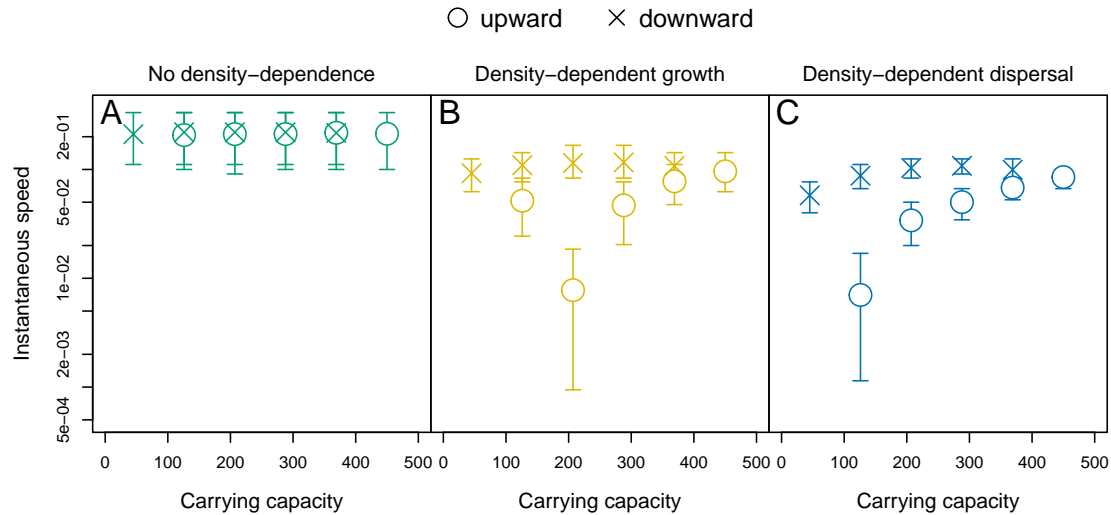 upward downward
No density−dependence Density−dependent growth Density−dependent dispersal
A B C
Instantaneous speed
2e−01
5e−02
1e−02
2e−03
5e−04
0 100 200 300 400 500 0 100 200 300 400 500 0 100 200 300 400 500
Carrying capacity Carrying capacity Carrying capacity